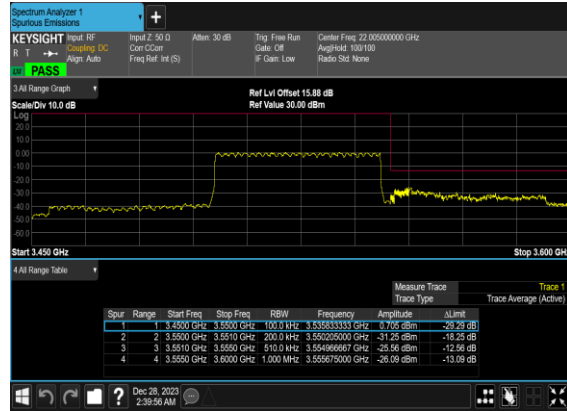 Spectrum Analyzer 1
Spurious Emissions
+
KEYSIGHT Input: RF Input Z: 50 Ω Atten: 30 dB Trig: Free Run Center Freq: 22.005000000 GHz
R T Coupling: DC Corr CCorr Gate: Off Avg|Hold: 100/100
Align: Auto Freq Ref: Int (S) IF Gain: Low Radio Std: None
PASS
3 All Range Graph Ref Lvl Offset 15.88 dB
Scale/Div 10.0 dB Ref Value 30.00 dBm
Log
20.0
10.0
0.00
-10.0
-20.0
-30.0
-40.0
-50.0
-60.0
Start 3.450 GHz Stop 3.600 GH
4 All Range Table
Measure Trace Trace 1
Trace Type Trace Average (Active)
Spur Range Start Freq Stop Freq RBW Frequency Amplitude ΔLimit
1 1 3.4500 GHz 3.5500 GHz 100.0 kHz 3.535833333 GHz 0.705 dBm -29.29 dB
2 2 3.5500 GHz 3.5510 GHz 200.0 kHz 3.550205000 GHz -31.25 dBm -18.25 dB
3 3 3.5510 GHz 3.5550 GHz 510.0 kHz 3.554966667 GHz -25.56 dBm -12.56 dB
4 4 3.5550 GHz 3.6000 GHz 1.000 MHz 3.555675000 GHz -26.09 dBm -13.09 dB
? Dec 28, 2023
2:39:56 AM